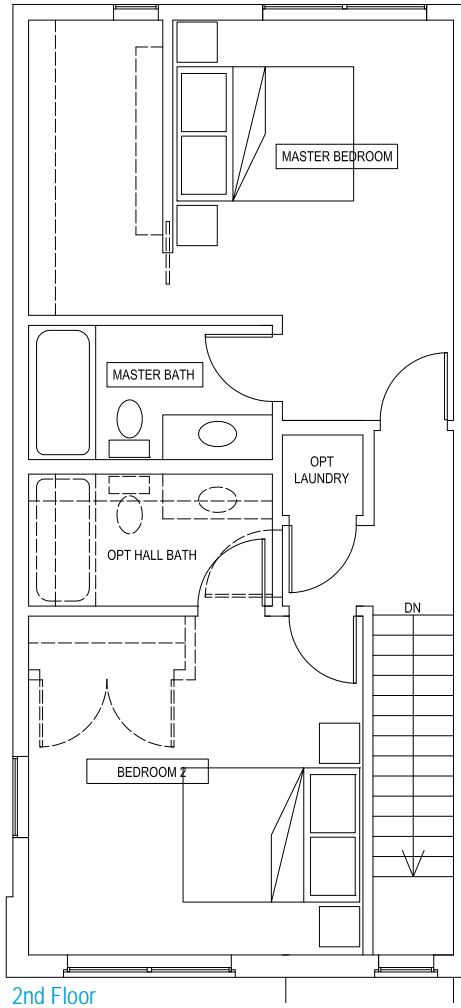 MASTER BEDROOM
MASTER BATH
OPT
LAUNDRY
OPT HALL BATH
DN
BEDROOM 2
2nd Floor